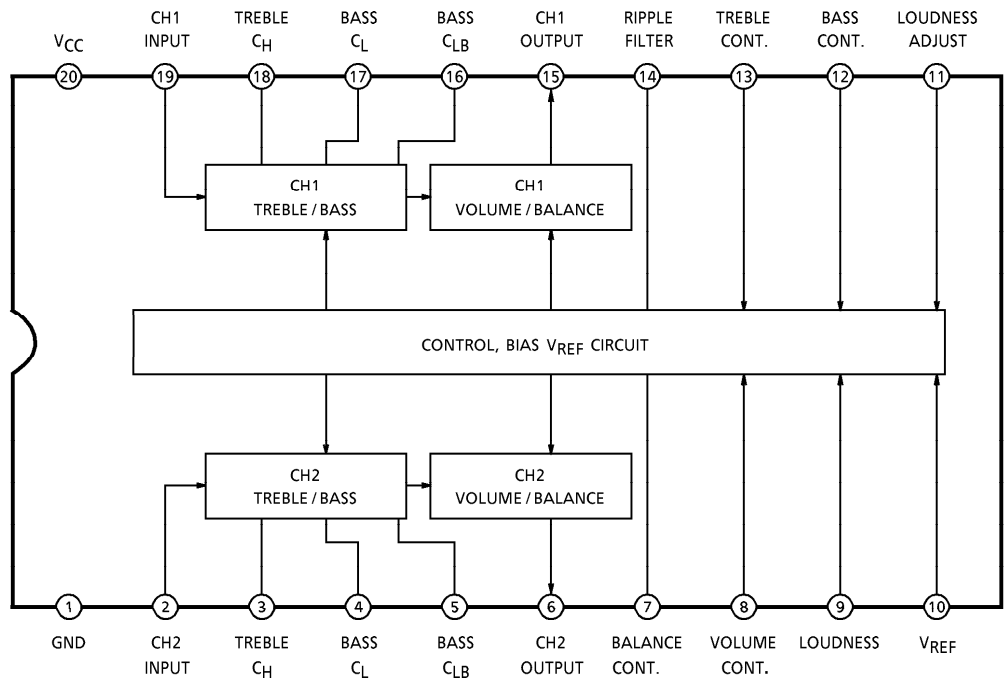 VCC
CH1
INPUT
TREBLE
CH
BASS
CL
BASS
CLB
CH1
OUTPUT
RIPPLE
FILTER
TREBLE
CONT.
BASS
CONT.
LOUDNESS
ADJUST
20
19
18
17
16
15
14
13
12
11
CH1
TREBLE / BASS
CH1
VOLUME / BALANCE
CONTROL, BIAS VREF CIRCUIT
CH2
TREBLE / BASS
CH2
VOLUME / BALANCE
1
2
3
4
5
6
7
8
9
10
GND
CH2
INPUT
TREBLE
CH
BASS
CL
BASS
CLB
CH2
OUTPUT
BALANCE
CONT.
VOLUME
CONT.
LOUDNESS
VREF